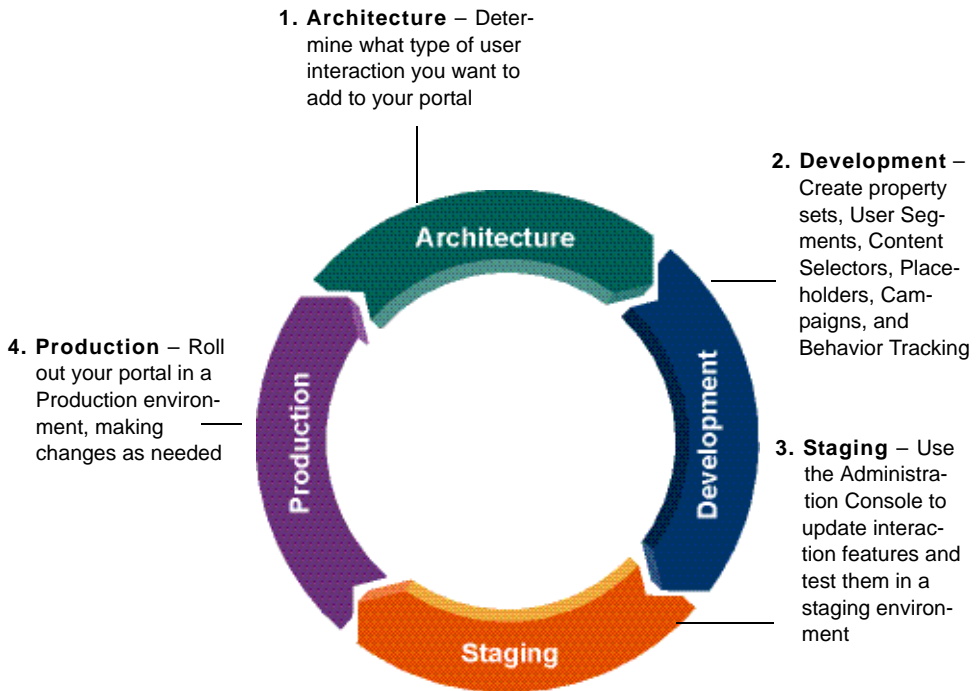 1. Architecture – Deter-
mine what type of user
interaction you want to
add to your portal
2. Development –
Create property
sets, User Seg-
ments, Content
Selectors, Place-
holders, Cam-
paigns, and
Behavior Tracking
3. Staging – Use
the Administra-
tion Console to
update interac-
tion features and
test them in a
staging environ-
ment
4. Production – Roll
out your portal in a
Production environ-
ment, making
changes as needed
Architecture
Development
Staging
Production